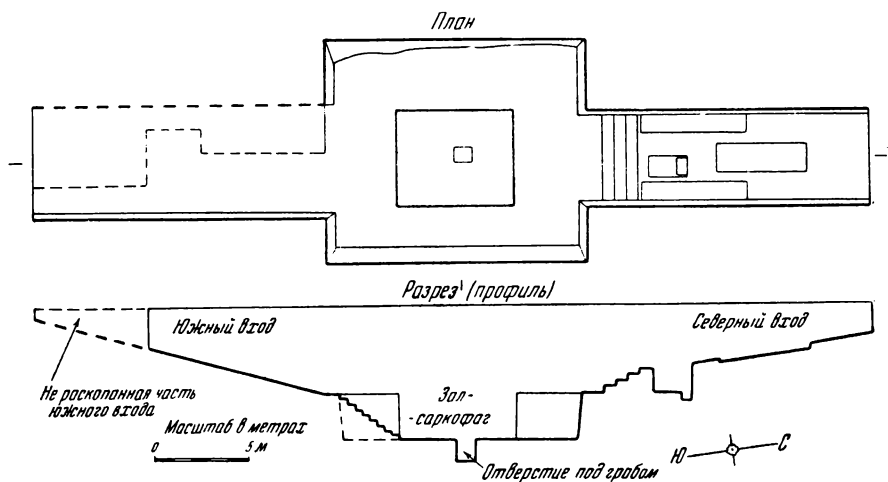 План
Разрез (профиль)
Южный вход
Северный вход
Не раскопанная часть
южного входа
Зал-
-саркофаг
Масштаб в метрах
0 5 м
Отверстие под гробом
Ю С